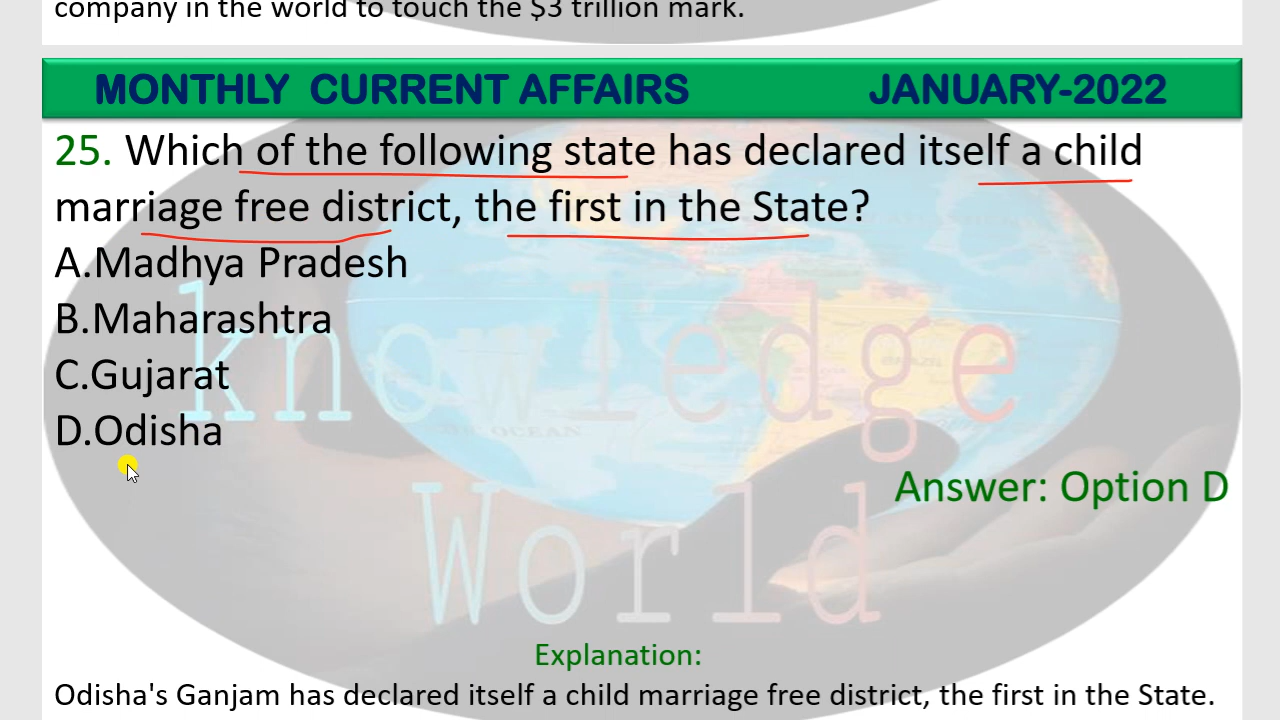 company in the world to touch the $3 trillion mark.
MONTHLY CURRENT AFFAIRS JANUARY-2022
25. Which of the following state has declared itself a child
marriage free district, the first in the State?
A.Madhya Pradesh
B.Maharashtra
C.Gujarat
D.Odisha
Answer: Option D
knowledge
World
Explanation:
Odisha's Ganjam has declared itself a child marriage free district, the first in the State.